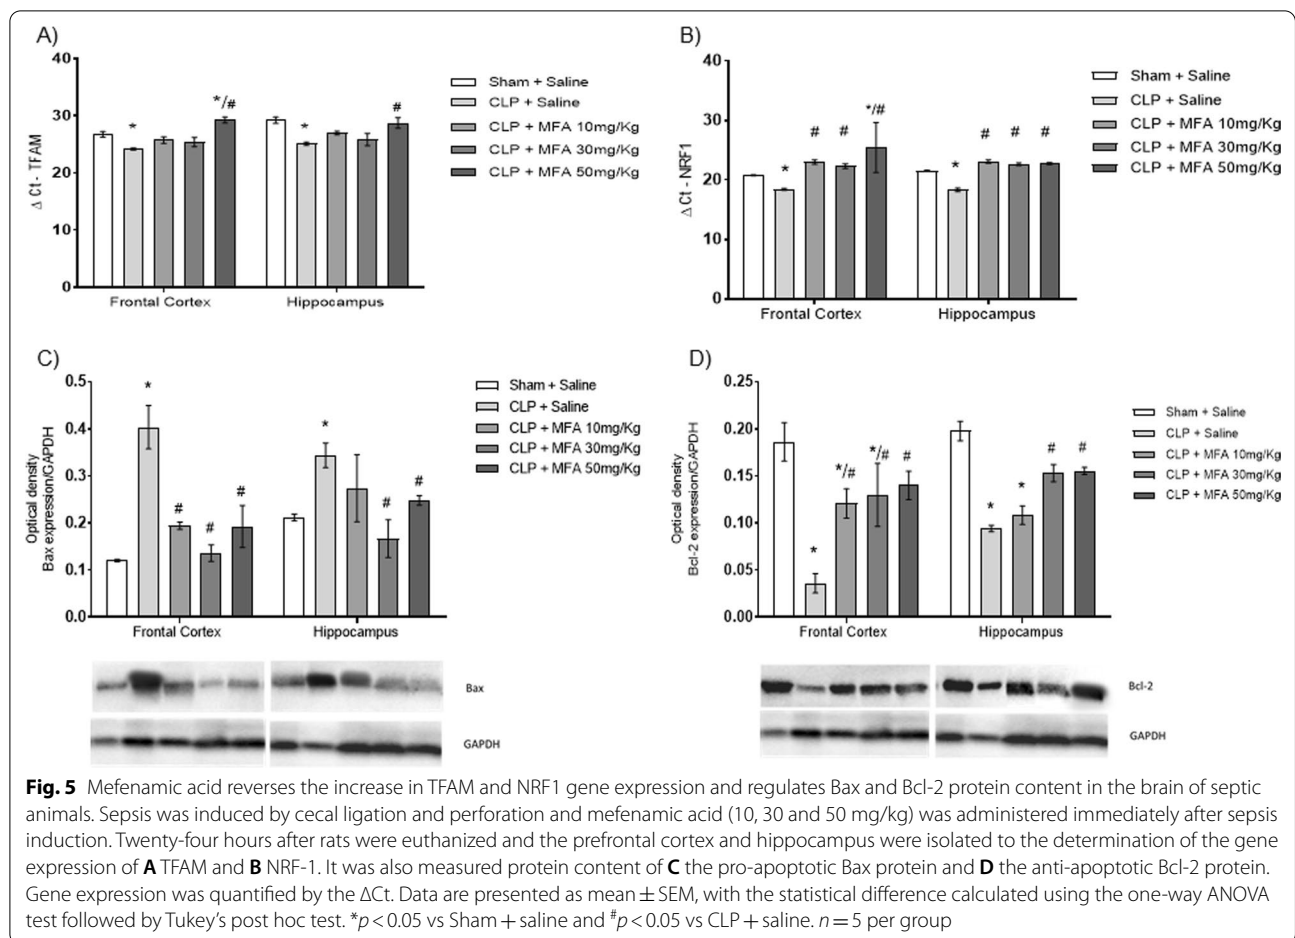 A)
Δ Ct - TFAM
40
30
20
10
0
*
*/#
*
#
Frontal Cortex
Hippocampus
Sham + Saline
CLP + Saline
CLP + MFA 10mg/Kg
CLP + MFA 30mg/Kg
CLP + MFA 50mg/Kg
B)
Δ Ct - NRF1
40
30
20
10
0
*
#
#
*/#
*
#
#
#
Frontal Cortex
Hippocampus
Sham + Saline
CLP + Saline
CLP + MFA 10mg/Kg
CLP + MFA 30mg/Kg
CLP + MFA 50mg/Kg
C)
Optical density
Bax expression/GAPDH
0.5
0.4
0.3
0.2
0.1
0.0
*
#
#
#
*
#
#
Frontal Cortex
Hippocampus
Sham + Saline
CLP + Saline
CLP + MFA 10mg/Kg
CLP + MFA 30mg/Kg
CLP + MFA 50mg/Kg
Bax
GAPDH
D)
Optical density
Bcl-2 expression/GAPDH
0.25
0.20
0.15
0.10
0.05
0.00
*
*/#
*/#
#
*
*
#
#
Frontal Cortex
Hippocampus
Sham + Saline
CLP + Saline
CLP + MFA 10mg/Kg
CLP + MFA 30mg/Kg
CLP + MFA 50mg/Kg
Bcl-2
GAPDH
Fig. 5 Mefenamic acid reverses the increase in TFAM and NRF1 gene expression and regulates Bax and Bcl-2 protein content in the brain of septic
animals. Sepsis was induced by cecal ligation and perforation and mefenamic acid (10, 30 and 50 mg/kg) was administered immediately after sepsis
induction. Twenty-four hours after rats were euthanized and the prefrontal cortex and hippocampus were isolated to the determination of the gene
expression of A TFAM and B NRF-1. It was also measured protein content of C the pro-apoptotic Bax protein and D the anti-apoptotic Bcl-2 protein.
Gene expression was quantified by the ΔCt. Data are presented as mean ± SEM, with the statistical difference calculated using the one-way ANOVA
test followed by Tukey's post hoc test. *p < 0.05 vs Sham + saline and #p < 0.05 vs CLP + saline. n = 5 per group